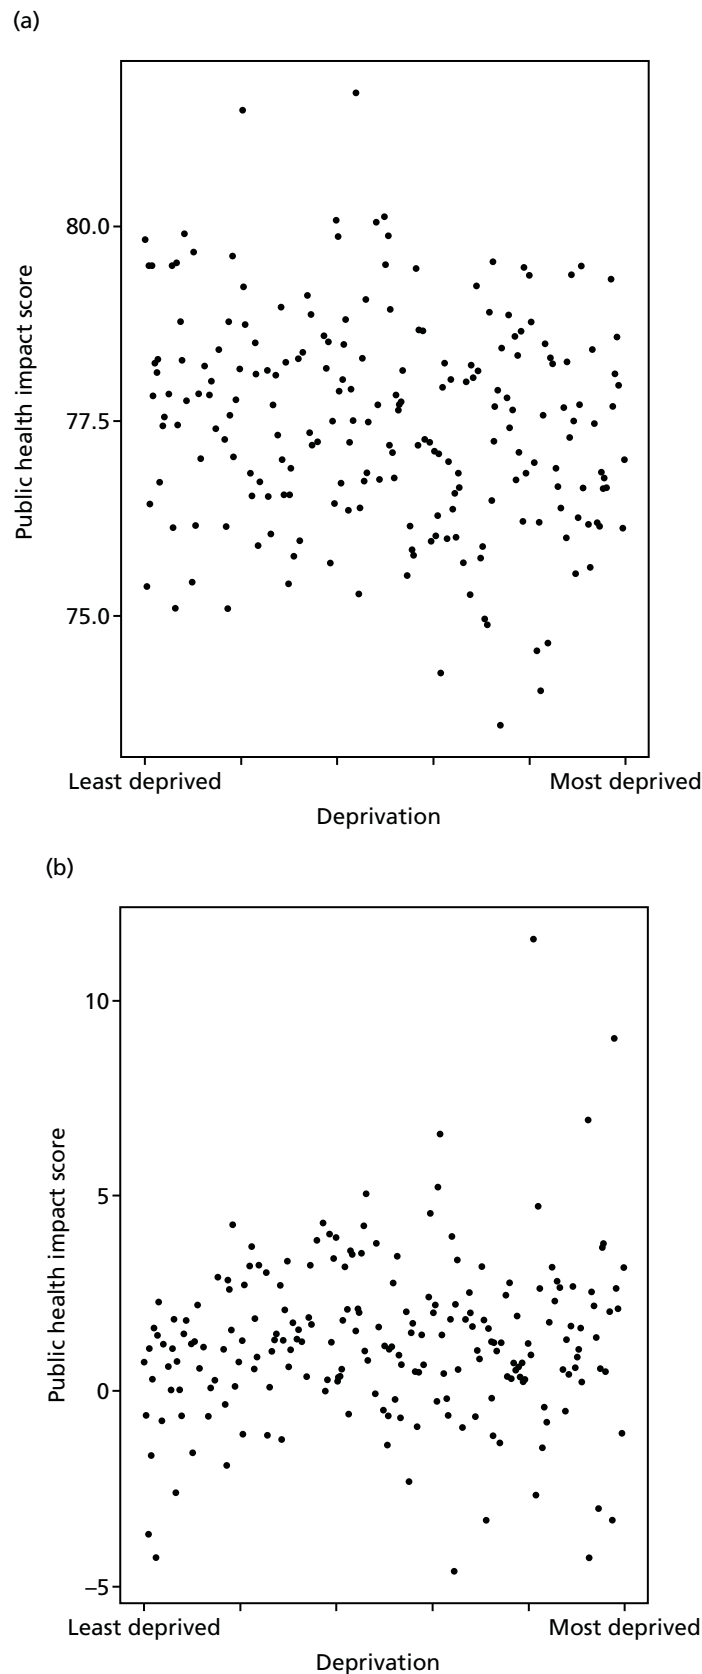 (a)
Public health impact score
80.0
77.5
75.0
Least deprived
Most deprived
Deprivation
(b)
Public health impact score
10
5
0
–5
Least deprived
Most deprived
Deprivation